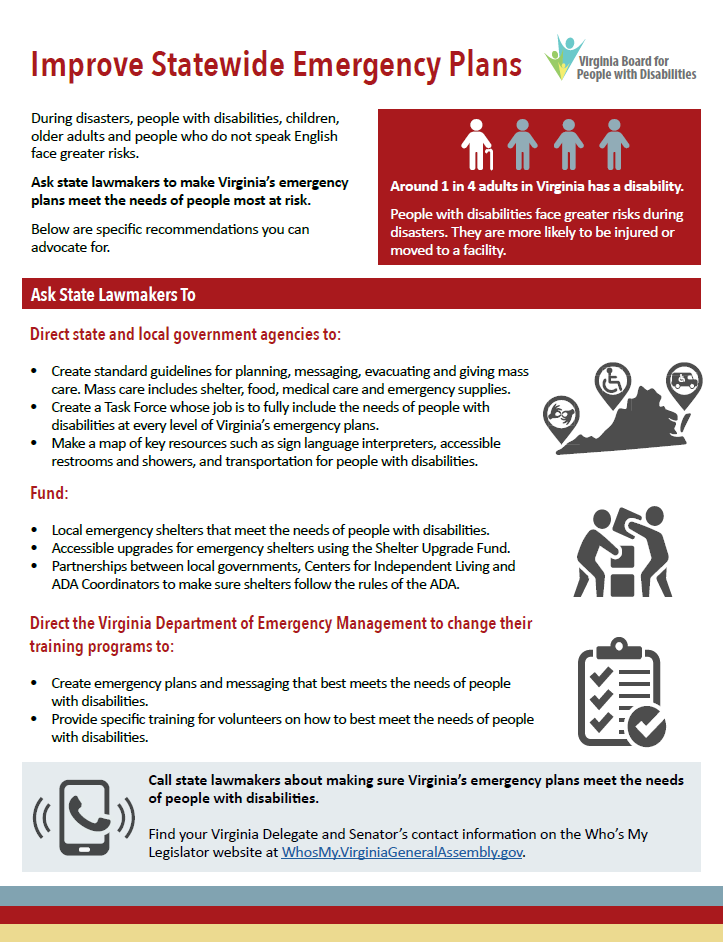 Improve Statewide Emergency Plans
Virginia Board for
People with Disabilities
During disasters, people with disabilities, children,
older adults and people who do not speak English
face greater risks.
Ask state lawmakers to make Virginia's emergency
plans meet the needs of people most at risk.
Below are specific recommendations you can
advocate for.
Around 1 in 4 adults in Virginia has a disability.
People with disabilities face greater risks during
disasters. They are more likely to be injured or
moved to a facility.
Ask State Lawmakers To
Direct state and local government agencies to:
• Create standard guidelines for planning, messaging, evacuating and giving mass
care. Mass care includes shelter, food, medical care and emergency supplies.
• Create a Task Force whose job is to fully include the needs of people with
disabilities at every level of Virginia's emergency plans.
• Make a map of key resources such as sign language interpreters, accessible
restrooms and showers, and transportation for people with disabilities.
Fund:
• Local emergency shelters that meet the needs of people with disabilities.
• Accessible upgrades for emergency shelters using the Shelter Upgrade Fund.
• Partnerships between local governments, Centers for Independent Living and
ADA Coordinators to make sure shelters follow the rules of the ADA.
Direct the Virginia Department of Emergency Management to change their
training programs to:
• Create emergency plans and messaging that best meets the needs of people
with disabilities.
• Provide specific training for volunteers on how to best meet the needs of people
with disabilities.
Call state lawmakers about making sure Virginia's emergency plans meet the needs
of people with disabilities.
Find your Virginia Delegate and Senator's contact information on the Who's My
Legislator website at WhosMy.VirginiaGeneralAssembly.gov.